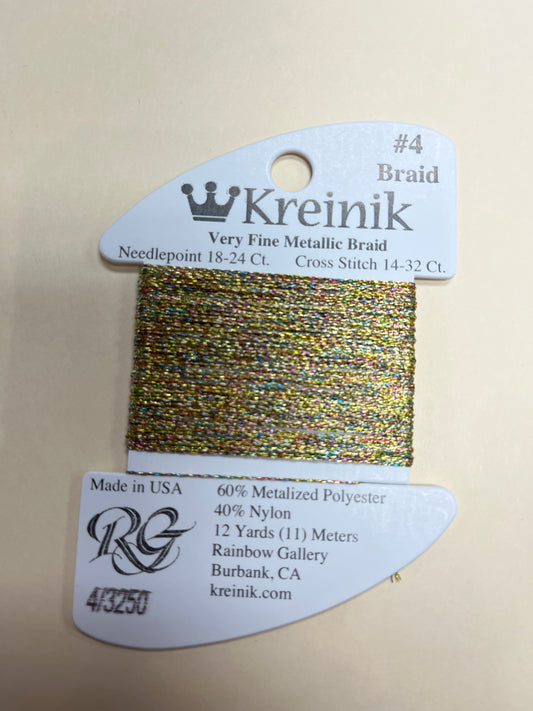 #4
Braid
Kreinik
Very Fine Metallic Braid
Needlepoint 18-24 Ct. Cross Stitch 14-32 Ct.
Made in USA
RG
4/3250
60% Metalized Polyester
40% Nylon
12 Yards (11) Meters
Rainbow Gallery
Burbank, CA
kreinik.com